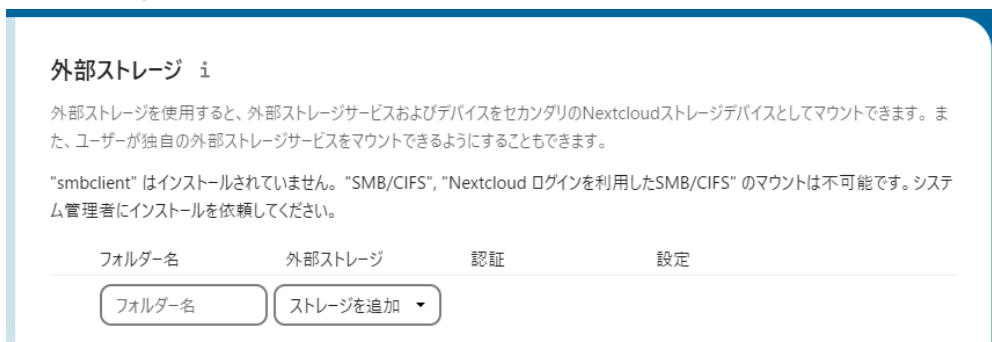 外部ストレージ i
外部ストレージを使用すると、外部ストレージサービスおよびデバイスをセカンダリのNextcloudストレージデバイスとしてマウントできます。ま
た、ユーザーが独自の外部ストレージサービスをマウントできるようにすることもできます。
"smbclient" はインストールされていません。"SMB/CIFS", "Nextcloud ログインを利用したSMB/CIFS" のマウントは不可能です。システ
ム管理者にインストールを依頼してください。
フォルダー名 外部ストレージ 認証 設定
フォルダー名 ストレージを追加